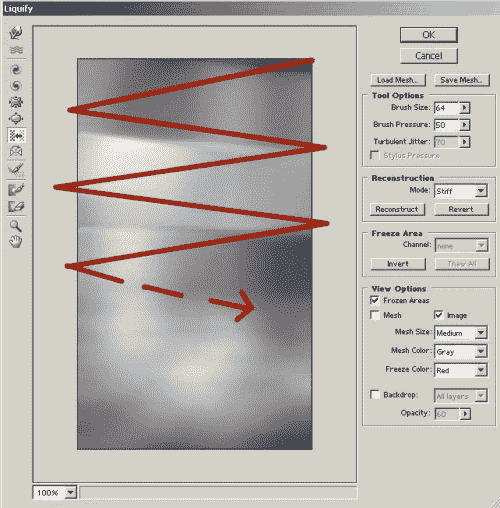 Liquify
OK
Cancel
Load Mesh... Save Mesh...
Tool Options
Brush Size: 64
Brush Pressure: 50
Turbulent Jitter: 70
Stylus Pressure
Reconstruction
Mode: Stiff
Reconstruct Revert
Freeze Area
Channel: none
Invert Thaw All
View Options
Frozen Areas
Mesh Image
Mesh Size: Medium
Mesh Color: Gray
Freeze Color: Red
Backdrop: All layers
Opacity: 60
100%